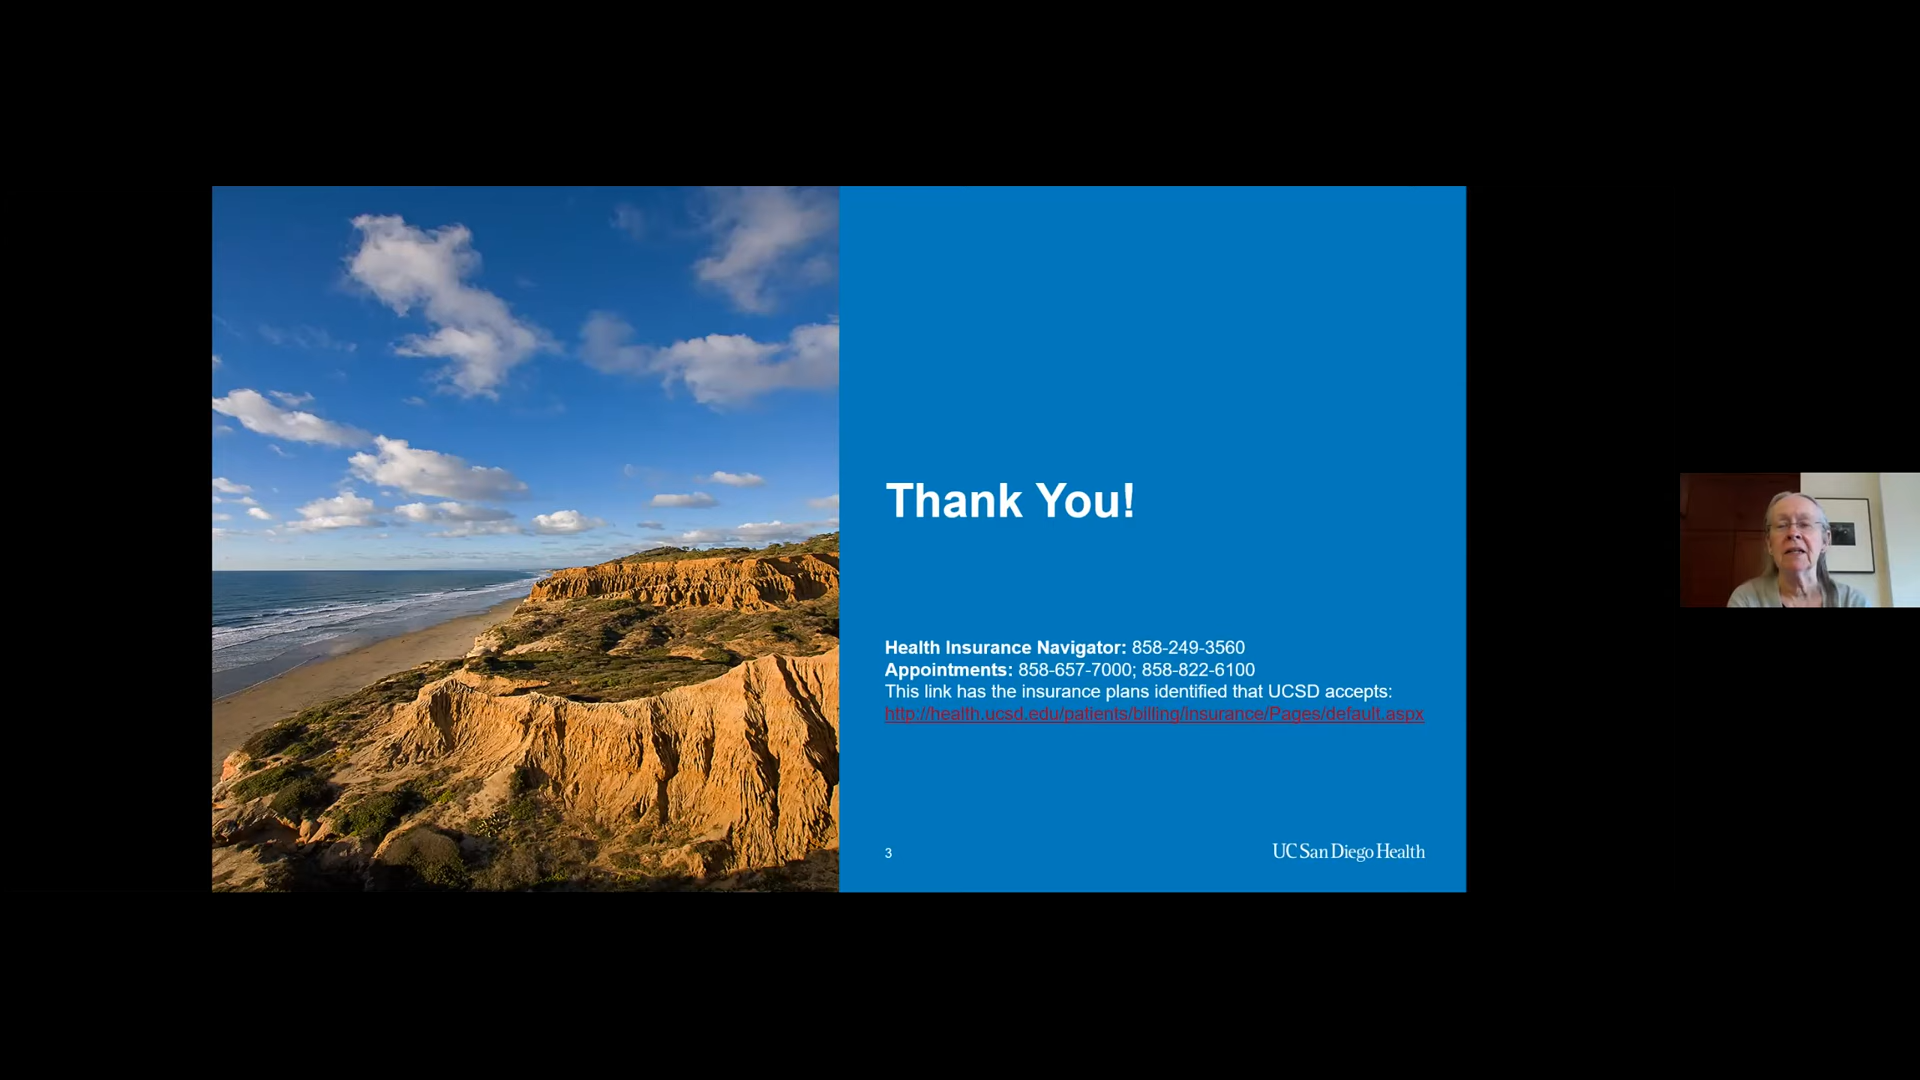 Thank You!
Health Insurance Navigator: 858-249-3560
Appointments: 858-657-7000; 858-822-6100
This link has the insurance plans identified that UCSD accepts:
http://health.ucsd.edu/patients/billing/insurance/Pages/default.aspx
3
UC San Diego Health